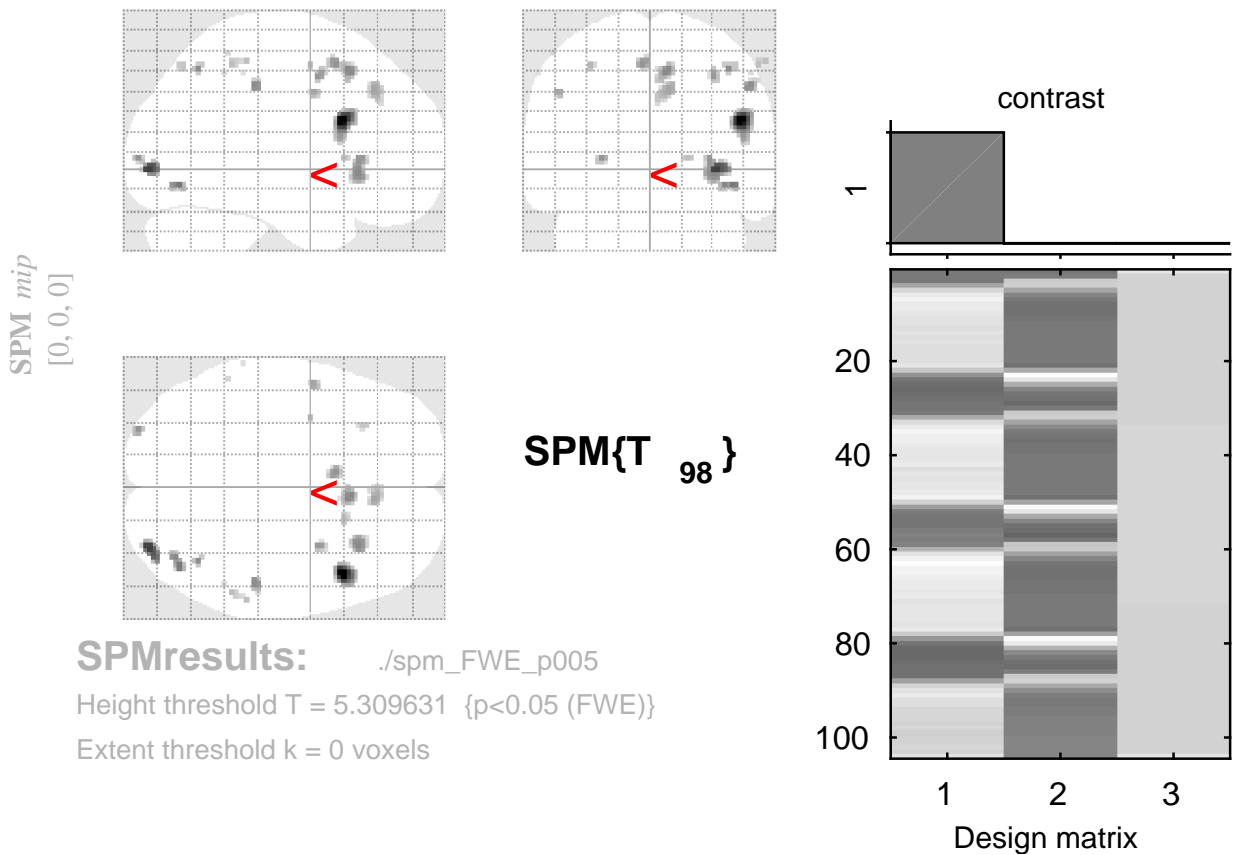 SPM mip
[0, 0, 0]
<
<
<
SPM{T 98}
SPMresults: ./spm_FWE_p005
Height threshold T = 5.309631 {p<0.05 (FWE)}
Extent threshold k = 0 voxels
contrast
1
20
40
60
80
100
1 2 3
Design matrix